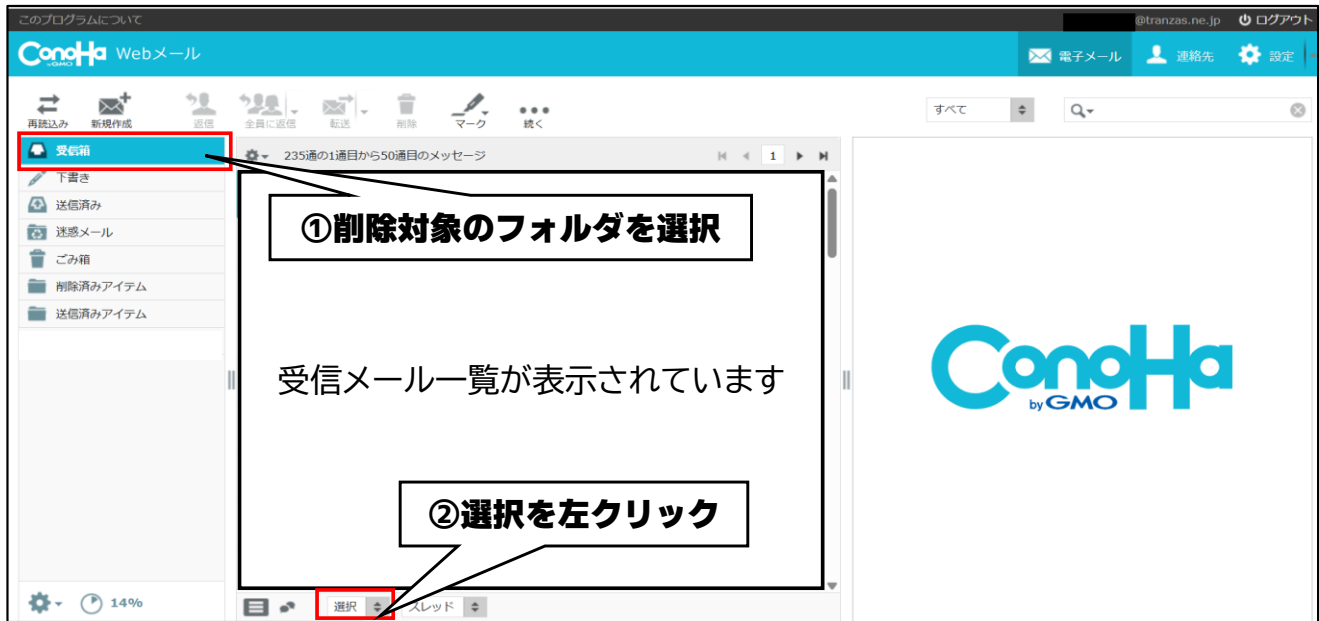 このプログラムについて
@tranzas.ne.jp ログアウト
ConoHa by GMO Webメール
電子メール 連絡先 設定
再読込み 新規作成 返信 全員に返信 転送 削除 マーク 続く
すべて
受信箱
235通の1通目から50通目のメッセージ
1
下書き
送信済み
迷惑メール
ごみ箱
削除済みアイテム
送信済みアイテム
①削除対象のフォルダを選択
受信メール一覧が表示されています
ConoHa
by GMO
②選択を左クリック
14%
選択 スレッド